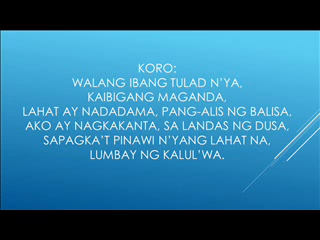 KORO:
WALANG IBANG TULAD N'YA,
KAIBIGANG MAGANDA,
LAHAT AY NADADAMA, PANG-ALIS NG BALISA,
AKO AY NAGKAKANTA, SA LANDAS NG DUSA,
SAPAGKA'T PINAWI N'YANG LAHAT NA,
LUMBAY NG KALUL'WA.